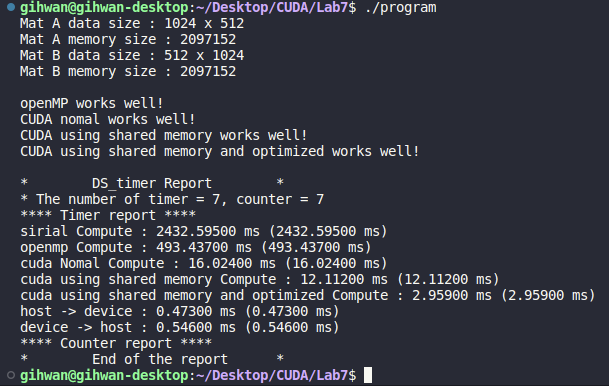 gihwan@gihwan-desktop:~/Desktop/CUDA/Lab7$ ./program
Mat A data size : 1024 x 512
Mat A memory size : 2097152
Mat B data size : 512 x 1024
Mat B memory size : 2097152
openMP works well!
CUDA nomal works well!
CUDA using shared memory works well!
CUDA using shared memory and optimized works well!
*        DS_timer Report        *
* The number of timer = 7, counter = 7
**** Timer report ****
sirial Compute : 2432.59500 ms (2432.59500 ms)
openmp Compute : 493.43700 ms (493.43700 ms)
cuda Nomal Compute : 16.02400 ms (16.02400 ms)
cuda using shared memory Compute : 12.11200 ms (12.11200 ms)
cuda using shared memory and optimized Compute : 2.95900 ms (2.95900 ms)
host -> device : 0.47300 ms (0.47300 ms)
device -> host : 0.54600 ms (0.54600 ms)
**** Counter report ****
*        End of the report      *
gihwan@gihwan-desktop:~/Desktop/CUDA/Lab7$